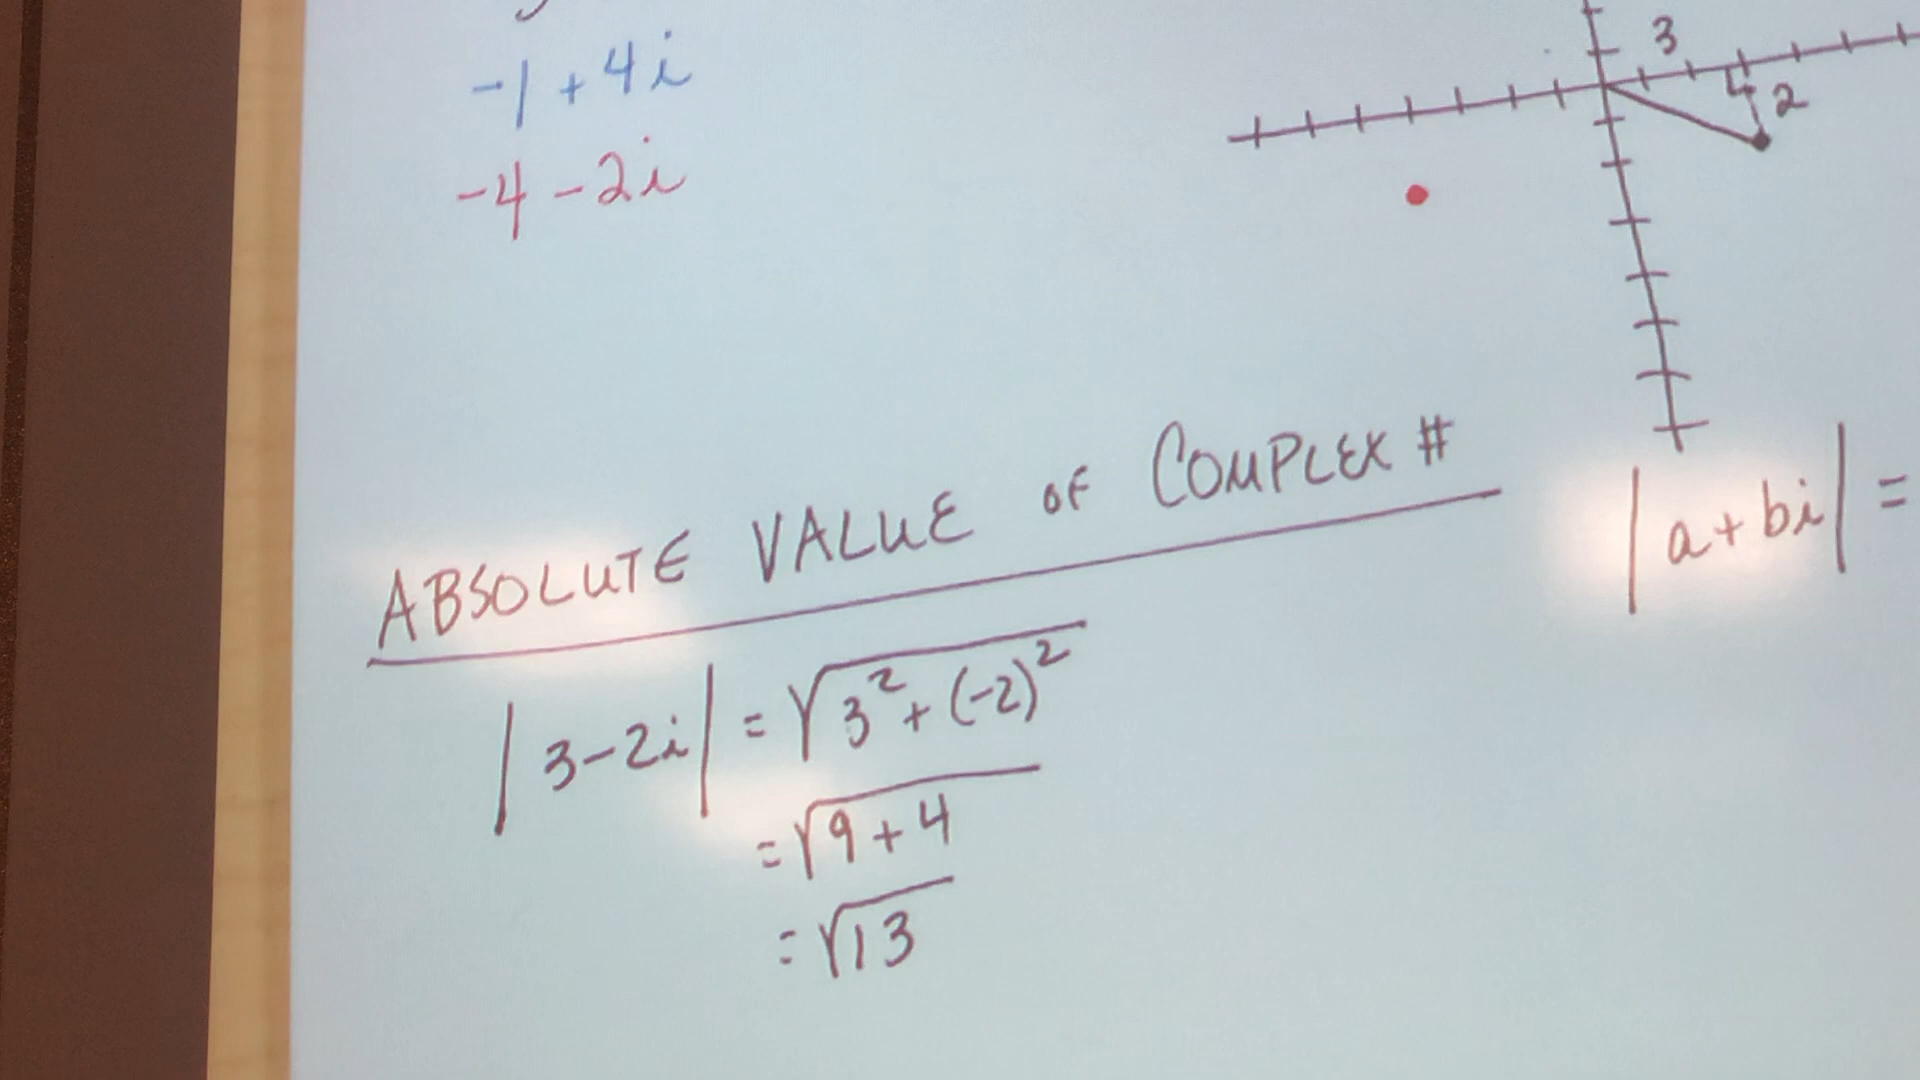 -1 + 4i
-4 - 2i
3
2
ABSOLUTE VALUE OF COMPLEX #
|a + bi| =
|3 - 2i| = √(3² + (-2)²)
= √(9 + 4)
= √13